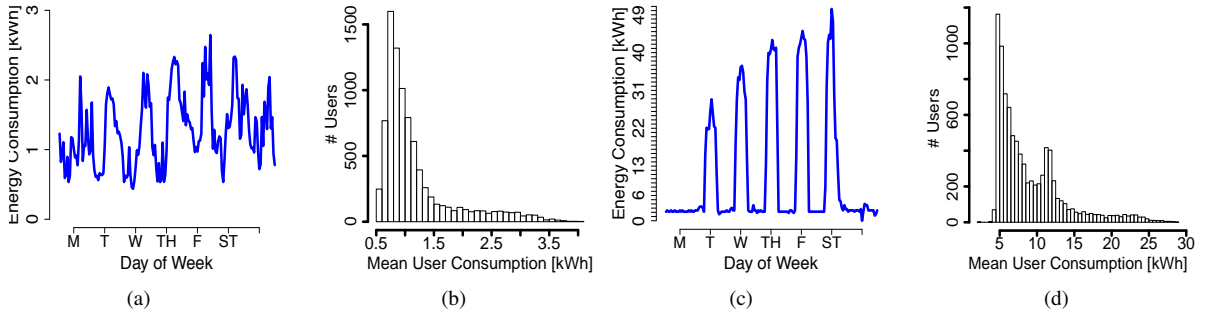 Energy Consumption [kWh]
3
2
1
0
M T W TH F ST
Day of Week
(a)
# Users
1500
1000
500
0
0.5 1.5 2.5 3.5
Mean User Consumption [kWh]
(b)
Energy Consumption [kWh]
49
40
31
22
13
6
0
M T W TH F ST
Day of Week
(c)
# Users
1000
600
200
0
5 10 15 20 25 30
Mean User Consumption [kWh]
(d)